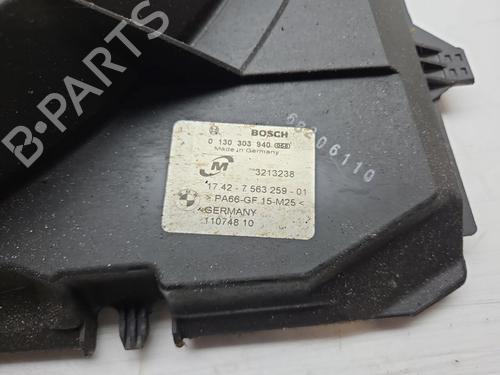 B-PARTS
BOSCH
0 130 303 940
Made in Germany
3213238
17.42 - 7 563 259 - 01
> PA66-GF 15-M25 <
GERMANY
110748 10